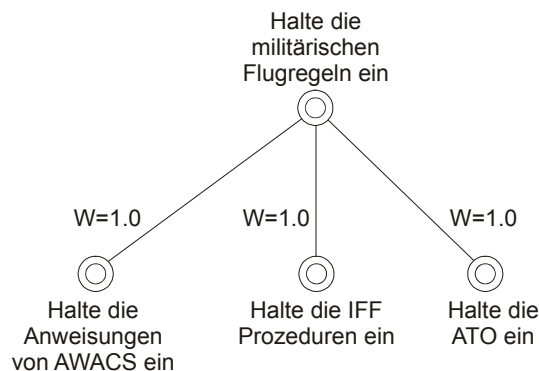 Halte die
militärischen
Flugregeln ein
W=1.0
W=1.0
W=1.0
Halte die
Anweisungen
von AWACS ein
Halte die IFF
Prozeduren ein
Halte die
ATO ein